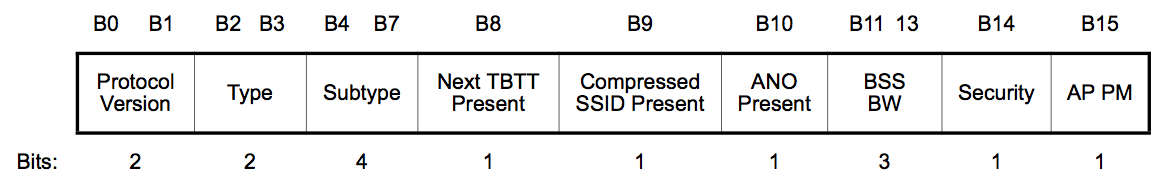 B0 B1 B2 B3 B4 B7 B8 B9 B10 B11 13 B14 B15
Protocol Version Type Subtype Next TBTT Present Compressed SSID Present ANO Present BSS BW Security AP PM
Bits: 2 2 4 1 1 1 3 1 1